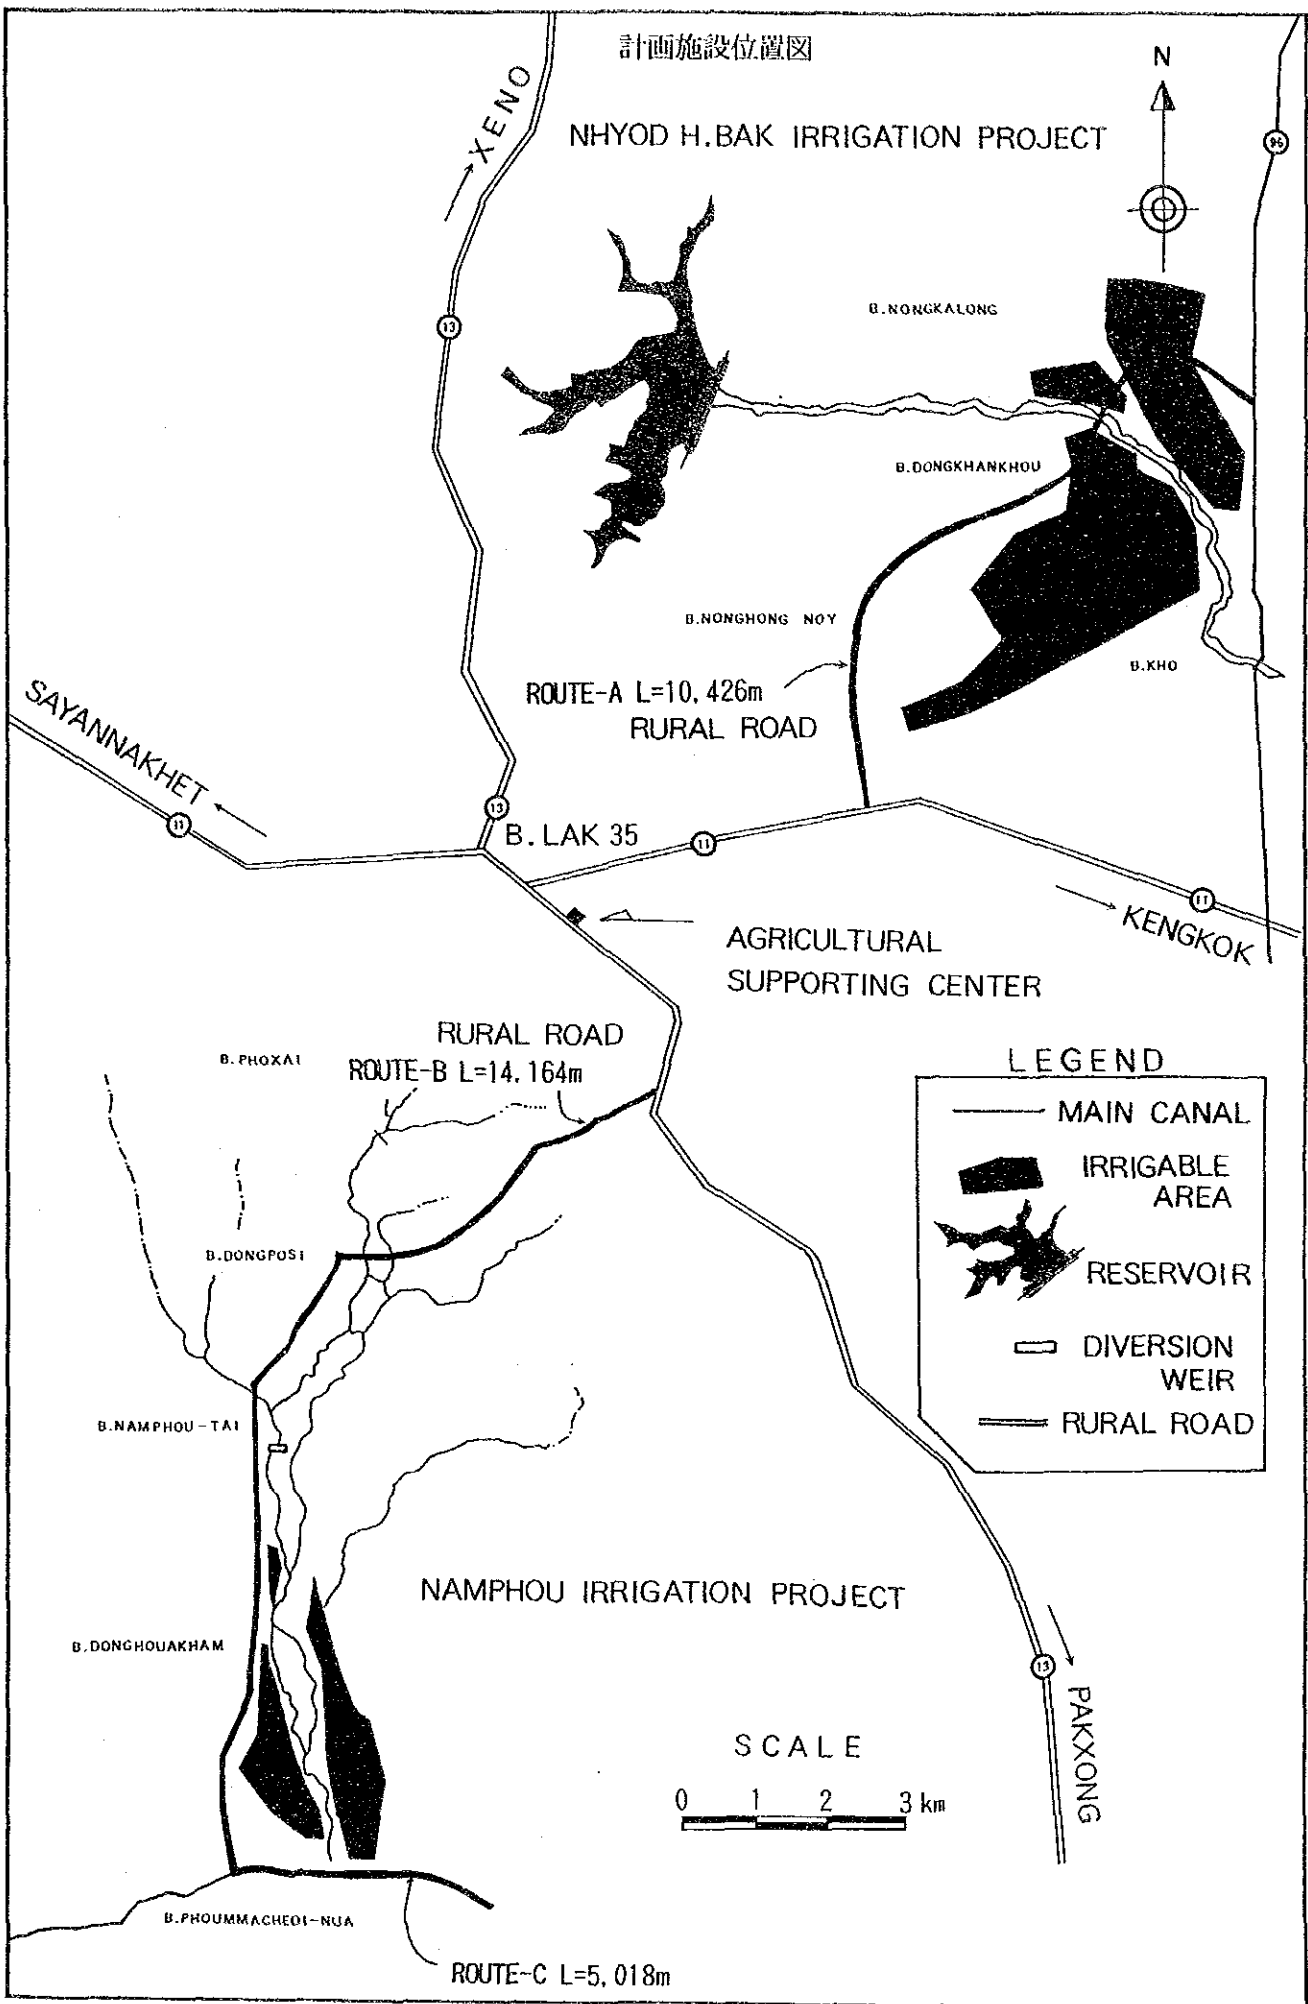 計画施設位置図
N
XENO
NHYOD H.BAK IRRIGATION PROJECT
96
B.NONGKALONG
13
B.DONGKHANKHOU
B.NONGHONG NOY
B.KHO
ROUTE-A L=10,426m
RURAL ROAD
SAYANNAKHET
11
13
B. LAK 35
11
11
KENGKOK
AGRICULTURAL
SUPPORTING CENTER
RURAL ROAD
ROUTE-B L=14.164m
B.PHOXAI
LEGEND
MAIN CANAL
IRRIGABLE
AREA
RESERVOIR
DIVERSION
WEIR
RURAL ROAD
B.DONGPOSI
B.NAMPHOU-TAI
NAMPHOU IRRIGATION PROJECT
B.DONGHOUAKHAM
13
PAKXONG
SCALE
0 1 2 3 km
B.PHOUMMACHEDI-NUA
ROUTE-C L=5,018m